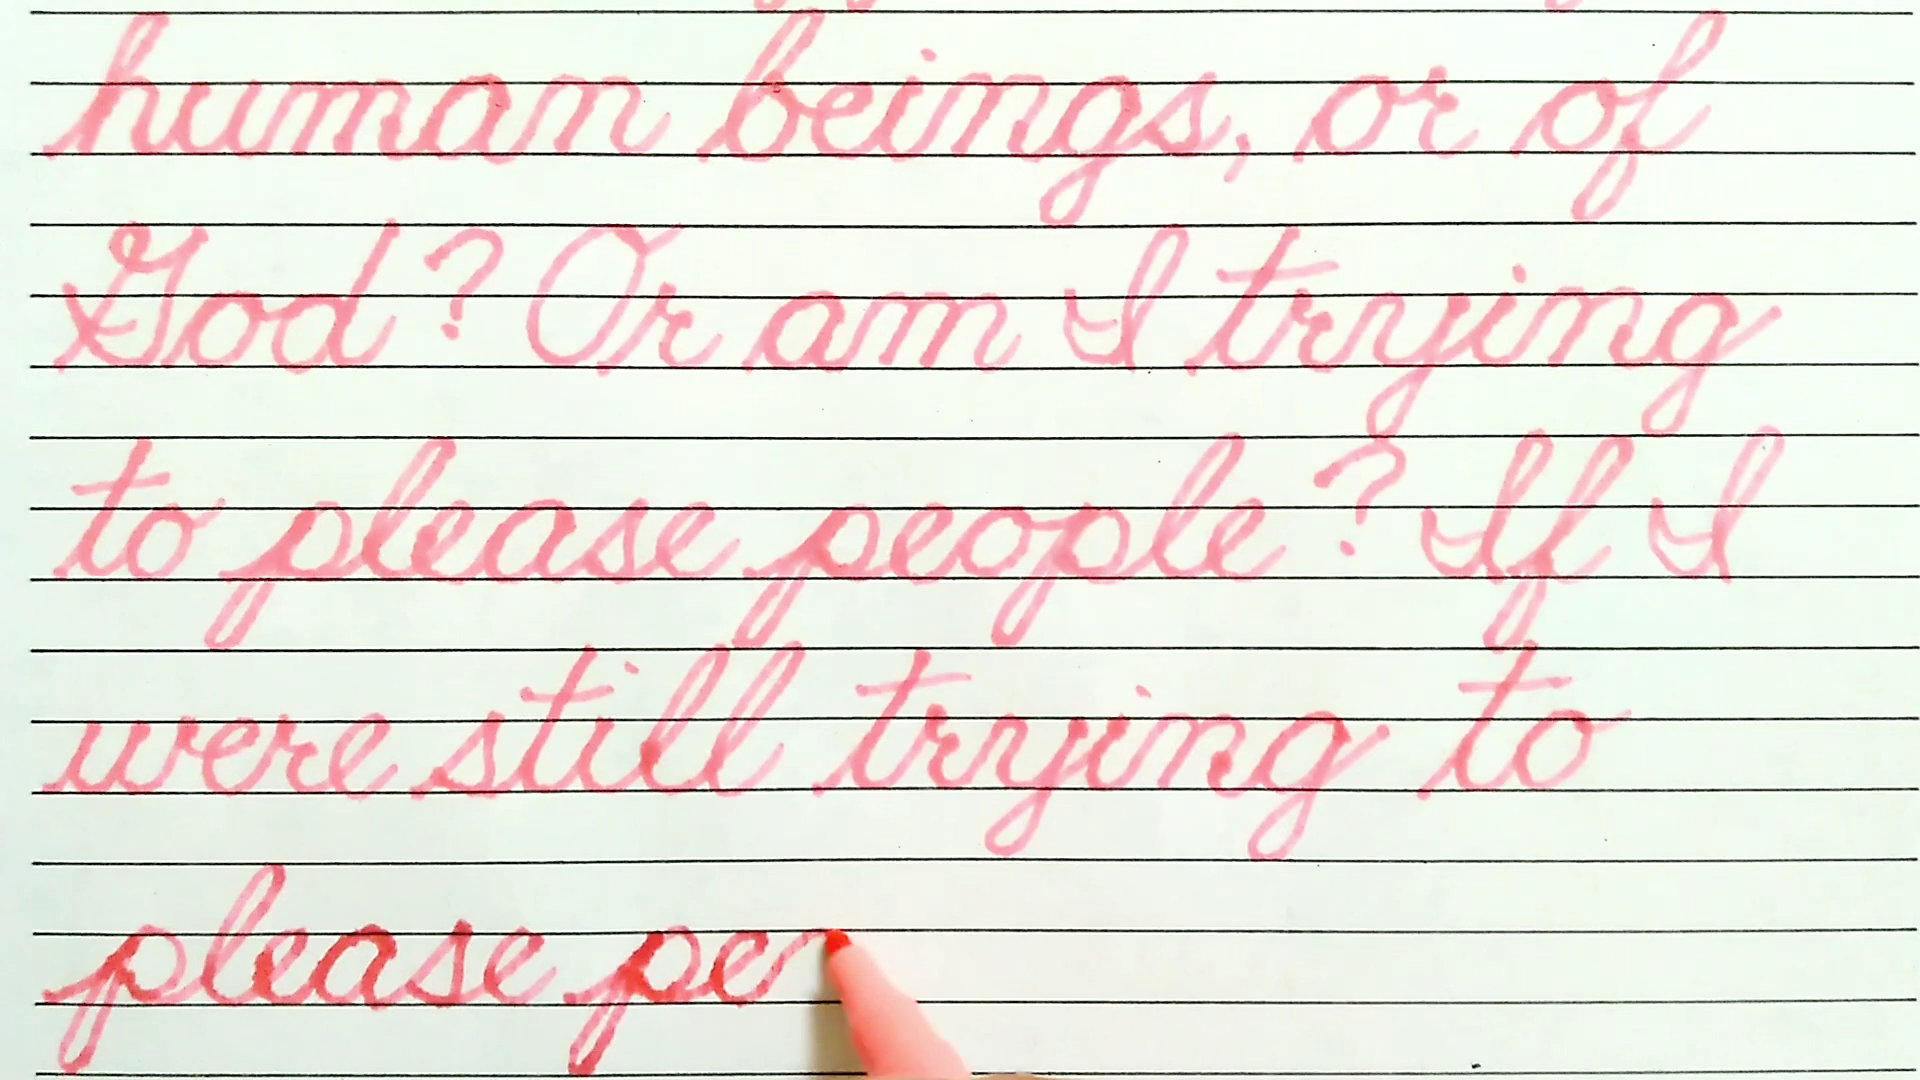 human beings, or of
God? Or am I trying
to please people? If I
were still trying to
please pe